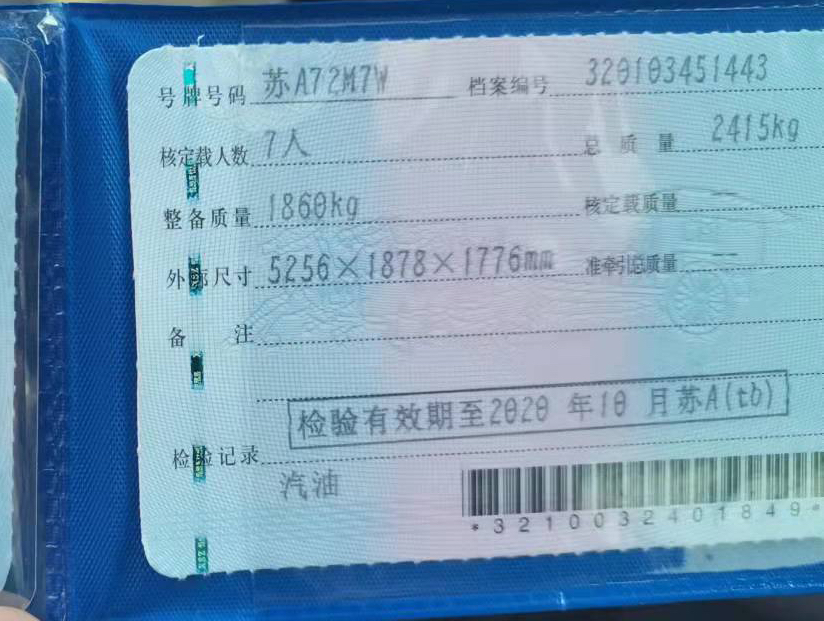 号牌号码 苏A72M7W 档案编号 320103451443
核定载人数 7人 总质量 2415kg
整备质量 1860kg 核定载质量 --
外廓尺寸 5256×1878×1776mm 准牵引总质量 --
备注
检验有效期至2020年10月苏A(tb)
检验记录
汽油
*3210032401849*